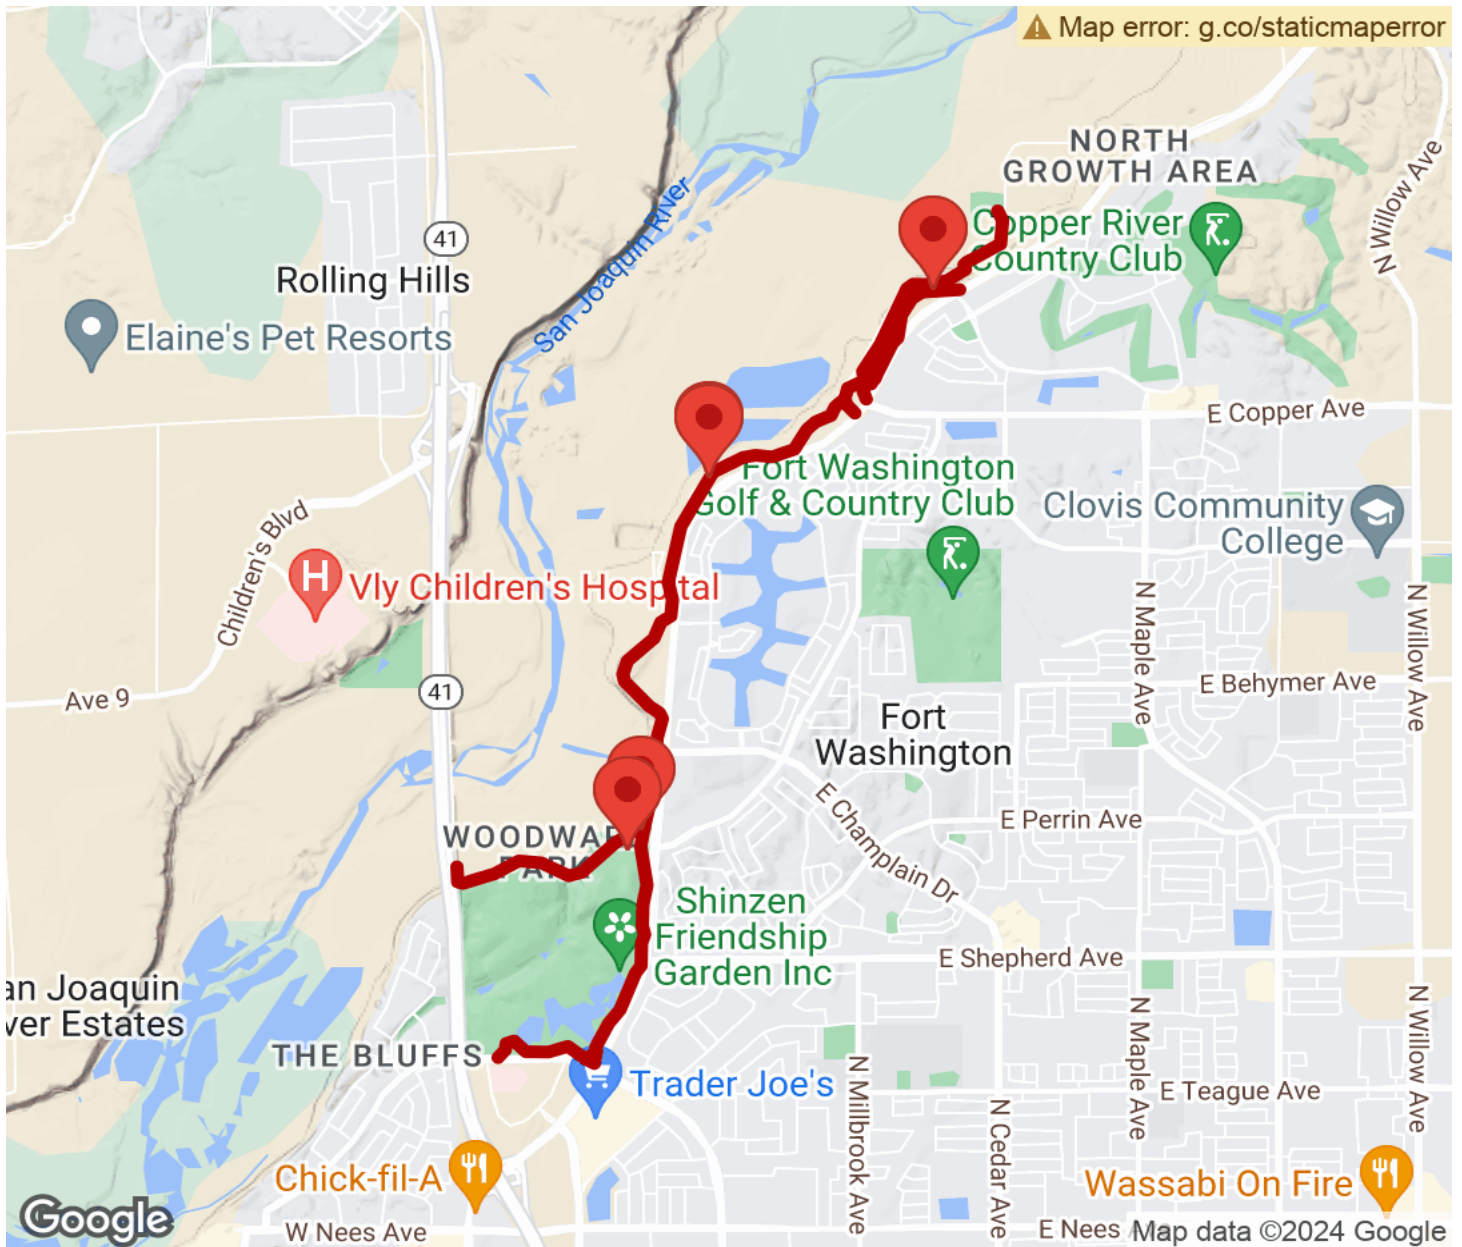 Map error: g.co/staticmaperror
NORTH
GROWTH AREA
N Willow Ave
41
Copper River
Country Club
Rolling Hills
San Joaquin River
Elaine's Pet Resorts
E Copper Ave
Fort Washington
Golf & Country Club
Clovis Community
College
Children's Blvd
H
Vly Children's Hospital
N Maple Ave
N Willow Ave
41
Ave 9
E Behymer Ave
Fort
Washington
E Champlain Dr
E Perrin Ave
WOODWARD
PARK
Shinzen
Friendship
Garden Inc
E Shepherd Ave
an Joaquin
ver Estates
N Maple Ave
N Willow Ave
THE BLUFFS
Trader Joe's
N Millbrook Ave
E Teague Ave
N Cedar Ave
Chick-fil-A
Wassabi On Fire
Google
W Nees Ave
E Nees
Map data ©2024 Google